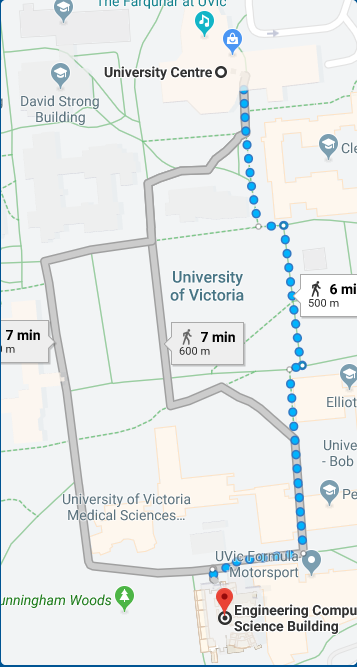 The Farquhar at UVic
University Centre
David Strong
Building
Cle
University
of Victoria
6 mi
500 m
7 min
m
7 min
600 m
Elliot
Unive
- Bob
University of Victoria
Medical Sciences...
Pe
UVic Formula
Motorsport
unningham Woods
Engineering Compu
Science Building